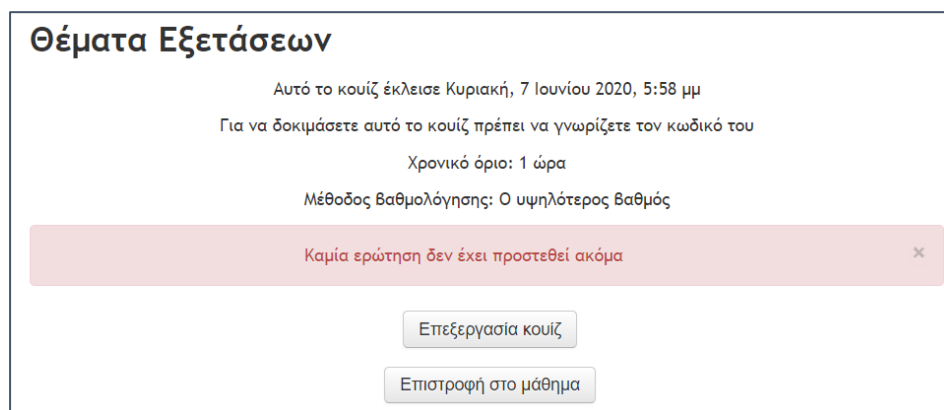 Θέματα Εξετάσεων
Αυτό το κουίζ έκλεισε Κυριακή, 7 Ιουνίου 2020, 5:58 μμ
Για να δοκιμάσετε αυτό το κουίζ πρέπει να γνωρίζετε τον κωδικό του
Χρονικό όριο: 1 ώρα
Μέθοδος βαθμολόγησης: Ο υψηλότερος βαθμός
Καμία ερώτηση δεν έχει προστεθεί ακόμα ×
Επεξεργασία κουίζ
Επιστροφή στο μάθημα